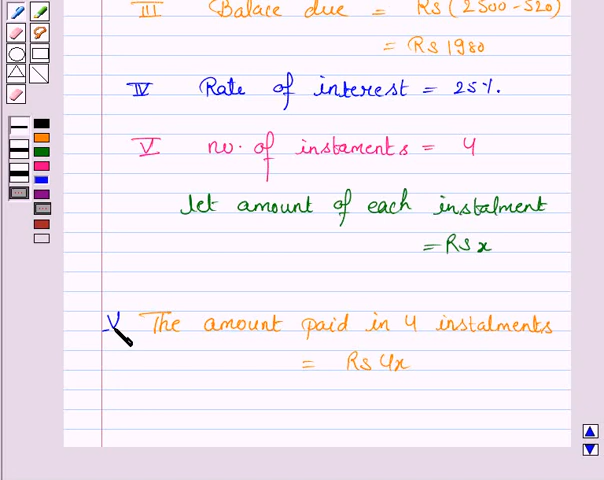 III Balace due = Rs (2500-520)
= Rs 1980
IV Rate of interest = 25%.
V no. of instaments = 4
let amount of each instalment
= Rs x
V The amount paid in 4 instalments
= Rs 4x